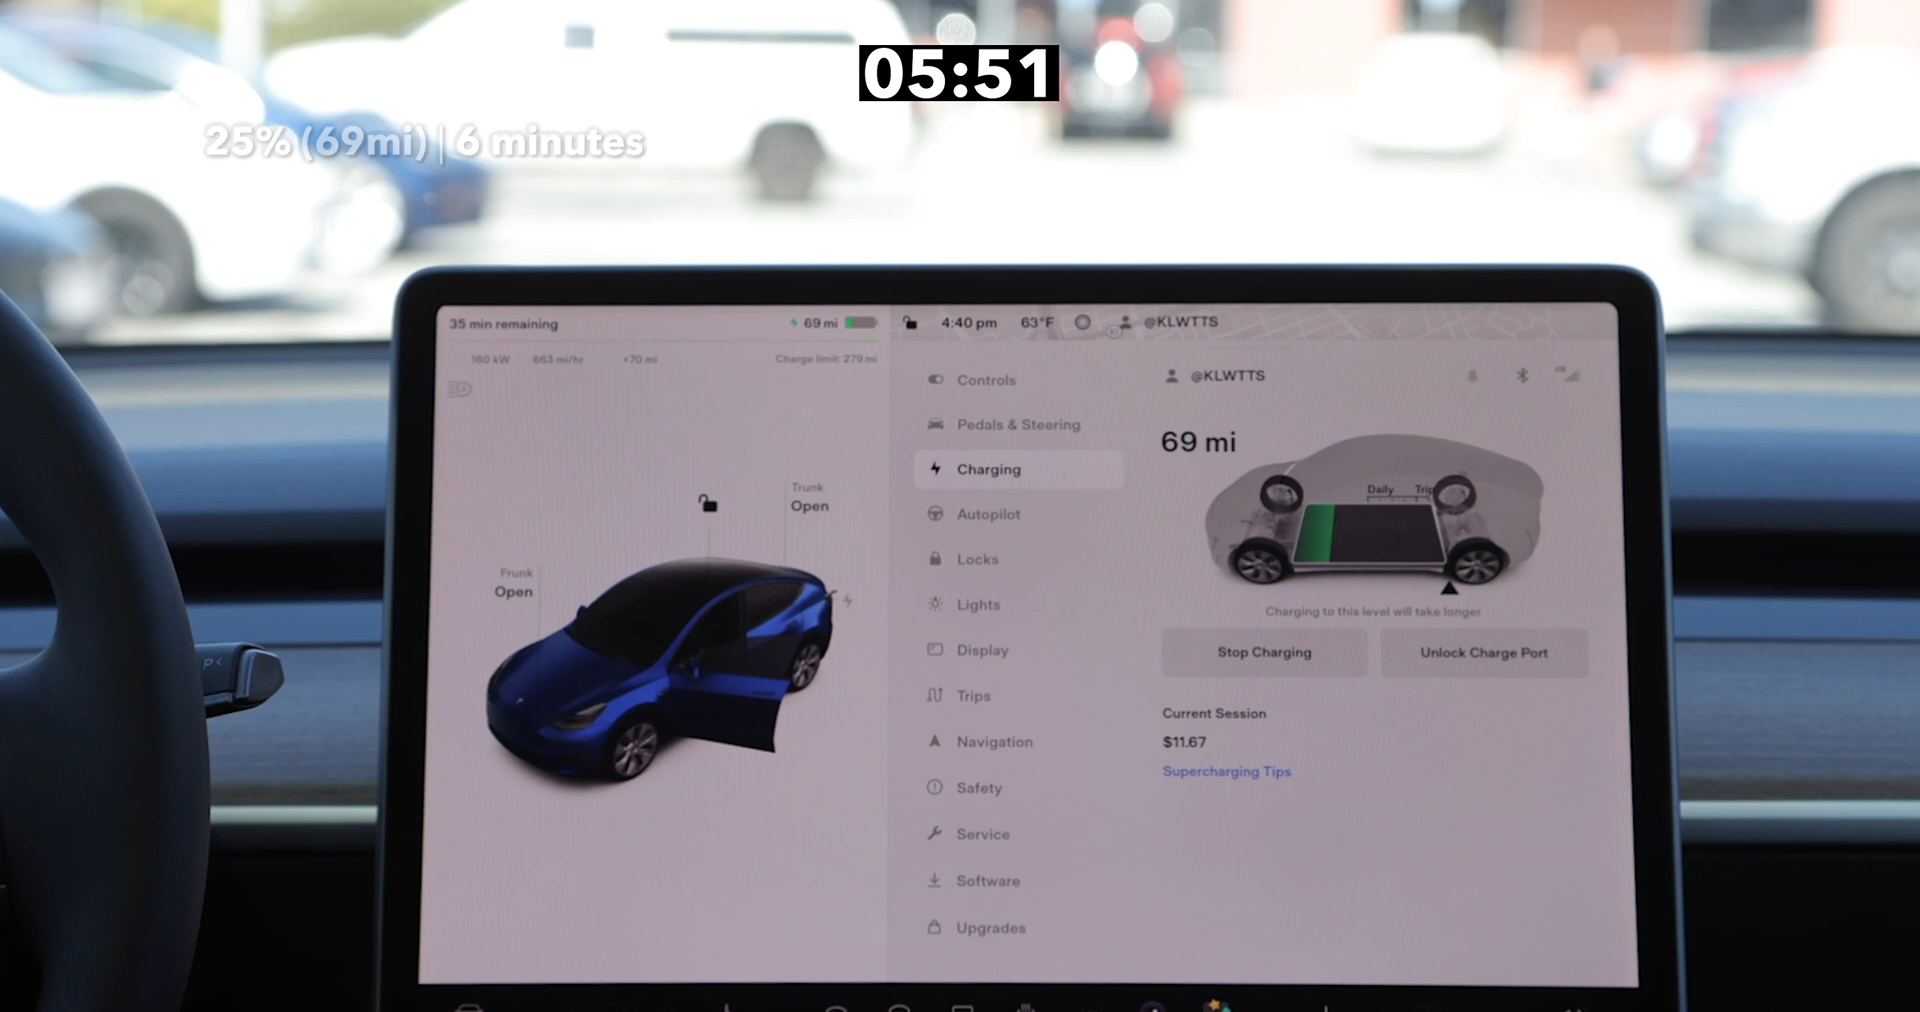 05:51
25% (69mi) | 6 minutes
35 min remaining
69 mi
160 kW 663 mi/hr +70 mi Charge limit: 279 mi
Trunk
Open
Frunk
Open
4:40 pm 63°F @KLWTTS
Controls
Pedals & Steering
Charging
Autopilot
Locks
Lights
Display
Trips
Navigation
Safety
Service
Software
Upgrades
@KLWTTS
LTE
69 mi
Daily Trip
Charging to this level will take longer
Stop Charging Unlock Charge Port
Current Session
$11.67
Supercharging Tips
P